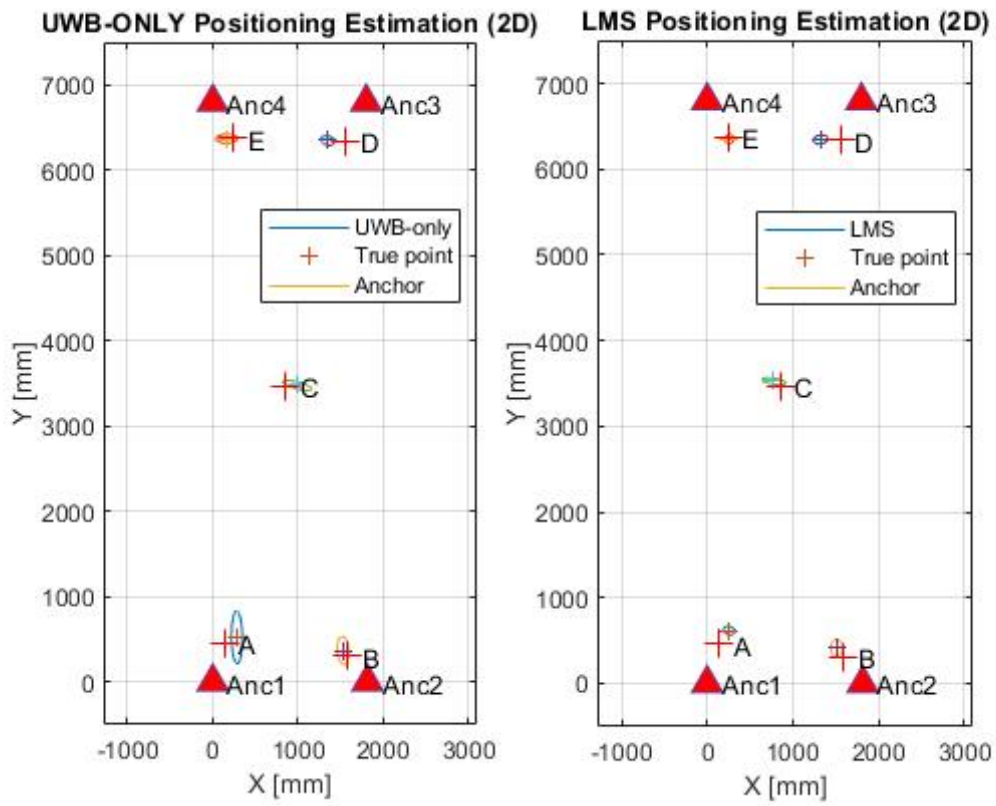 UWB-ONLY Positioning Estimation (2D)
7000
6000
5000
4000
3000
2000
1000
0
Y [mm]
Anc4
Anc3
E
D
UWB-only
True point
Anchor
C
A
B
Anc1
Anc2
-1000
0
1000
2000
3000
X [mm]
LMS Positioning Estimation (2D)
7000
6000
5000
4000
3000
2000
1000
0
Y [mm]
Anc4
Anc3
E
D
LMS
True point
Anchor
C
A
B
Anc1
Anc2
-1000
0
1000
2000
3000
X [mm]